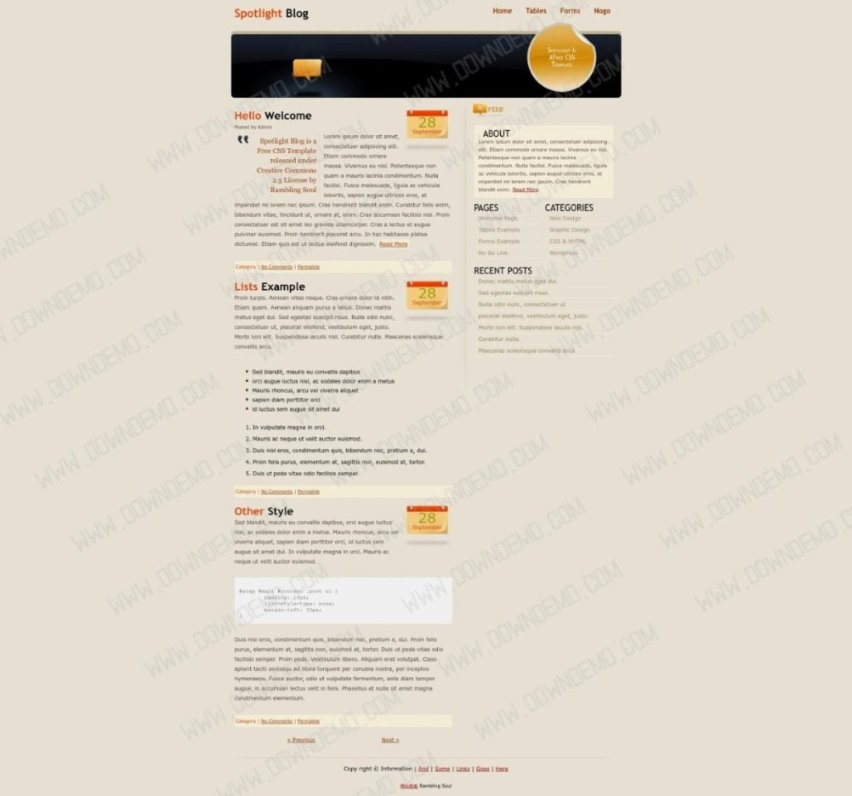 Spotlight Blog
Home Tables Forms Nogo
Spotlight Is
A Free CSS
Template
Hello Welcome
Posted by Admin
28
September
Spotlight Blog is a
Free CSS Template
released under
Creative Commons
2.5 License by
Rambling Soul
Lorem ipsum dolor sit amet,
consectetuer adipiscing elit.
Etiam commodo ornare
massa. Vivamus eu nisi. Pellentesque non
quam a mauris lacinia condimentum. Nulla
facilisi. Fusce malesuada, ligula ac vehicula
lobortis, sapien augue ultrices eros, at
imperdiet mi lorem nec ipsum. Cras hendrerit blandit enim. Curabitur felis enim,
bibendum vitae, tincidunt ut, ornare at, enim. Cras accumsan facilisis nisl. Proin
consectetuer est sit amet leo gravida ullamcorper. Cras a lectus at augue
pulvinar euismod. Proin hendrerit placerat arcu. In hac habitasse platea
dictumst. Etiam quis est ut lectus eleifend dignissim. Read More
Category | No Comments | Permalink
Lists Example
28
September
Proin turpis. Aenean vitae neque. Cras ornare dolor id nibh.
Etiam quam. Aenean aliquam purus a tellus. Donec mattis
metus eget dui. Sed egestas suscipit risus. Nulla odio nunc,
consectetuer ut, placerat eleifend, vestibulum eget, justo.
Morbi non elit. Suspendisse iaculis nisi. Curabitur nulla. Maecenas scelerisque
convallis arcu.
Sed blandit, mauris eu convallis dapibus
orci augue luctus nisl, ac sodales dolor enim a metus
Mauris rhoncus, arcu vel viverra aliquet
sapien diam porttitor orci
id luctus sem augue sit amet dui
1. In vulputate magna in orci.
2. Mauris ac neque ut velit auctor euismod.
3. Duis nisl eros, condimentum quis, bibendum nec, pretium a, dui.
4. Proin felis purus, elementum at, sagittis non, euismod at, tortor.
5. Duis ut pede vitae odio facilisis semper.
Category | No Comments | Permalink
Other Style
28
September
Sed blandit, mauris eu convallis dapibus, orci augue luctus
nisl, ac sodales dolor enim a metus. Mauris rhoncus, arcu vel
viverra aliquet, sapien diam porttitor orci, id luctus sem
augue sit amet dui. In vulputate magna in orci. Mauris ac
neque ut velit auctor euismod.
#wrap #main #content .post ul {
list-style-type: none;
Duis nisl eros, condimentum quis, bibendum nec, pretium a, dui. Proin felis
purus, elementum at, sagittis non, euismod at, tortor. Duis ut pede vitae odio
facilisis semper. Proin pede. Vestibulum libero. Aliquam erat volutpat. Class
aptent taciti sociosqu ad litora torquent per conubia nostra, per inceptos
hymenaeos. Fusce auctor, odio ut vulputate fermentum, ante diam tempor
augue, in accumsan lectus velit in felis. Phasellus at nulla sit amet magna
condimentum elementum.
Category | No Comments | Permalink
« Previous Next »
FEED
ABOUT
Lorem ipsum dolor sit amet, consectetuer adipiscing
elit. Etiam commodo ornare massa. Vivamus eu nisi.
Pellentesque non quam a mauris lacinia
condimentum. Nulla facilisi. Fusce malesuada, ligula
ac vehicula lobortis, sapien augue ultrices eros, at
imperdiet mi lorem nec ipsum. Cras hendrerit
blandit enim. Read More
PAGES
Welcome Page
Tables Example
Forms Example
No Go Link
CATEGORIES
Web Design
Graphic Design
CSS & XHTML
Wordpress
RECENT POSTS
Donec mattis metus eget dui.
Sed egestas suscipit risus.
Nulla odio nunc, consectetuer ut
placerat eleifend, vestibulum eget, justo.
Morbi non elit. Suspendisse iaculis nisi.
Curabitur nulla.
Maecenas scelerisque convallis arcu.
Copy right © Information | And | Some | Links | Goes | Here
Rambling Soul
WWW.DOWNDEMO.COM